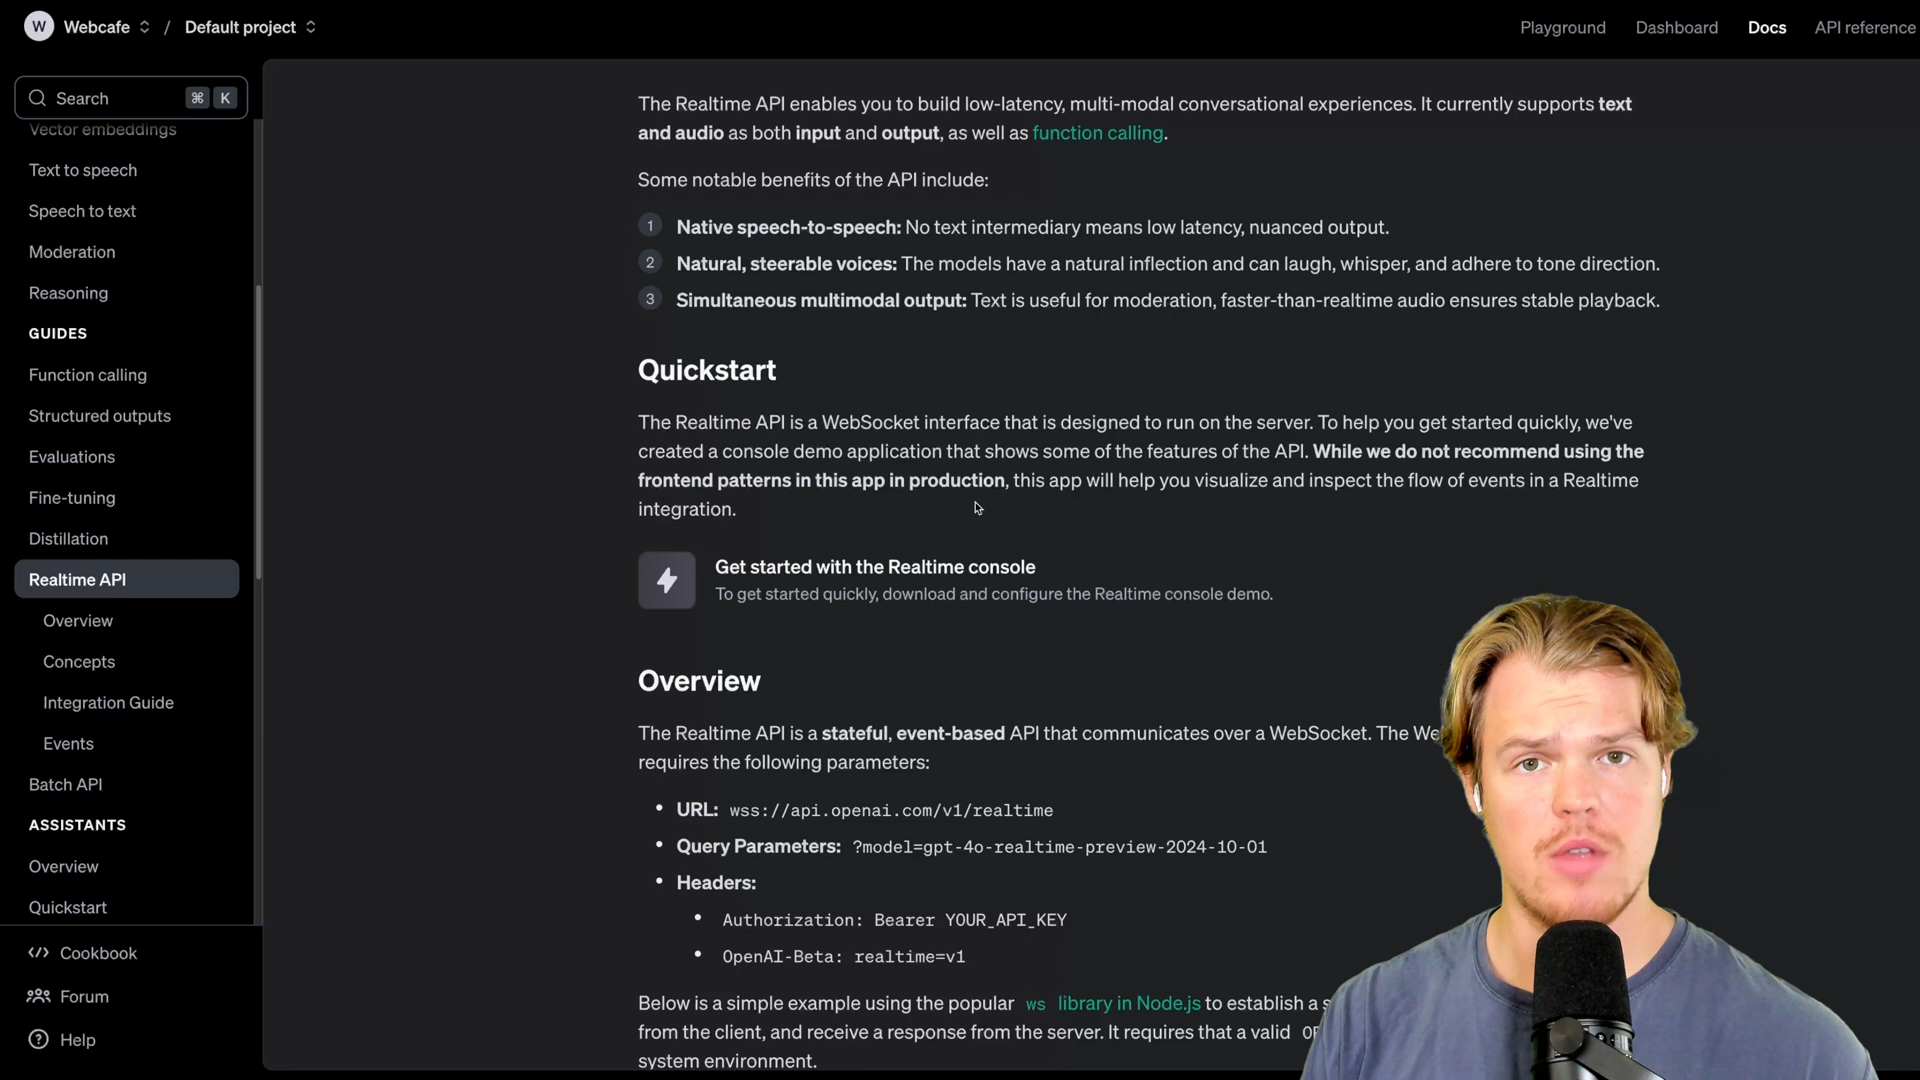 W Webcafe / Default project
Playground Dashboard Docs API reference
Search ⌘ K
Vector embeddings
Text to speech
Speech to text
Moderation
Reasoning
GUIDES
Function calling
Structured outputs
Evaluations
Fine-tuning
Distillation
Realtime API
Overview
Concepts
Integration Guide
Events
Batch API
ASSISTANTS
Overview
Quickstart
Cookbook
Forum
Help
The Realtime API enables you to build low-latency, multi-modal conversational experiences. It currently supports text
and audio as both input and output, as well as function calling.
Some notable benefits of the API include:
1 Native speech-to-speech: No text intermediary means low latency, nuanced output.
2 Natural, steerable voices: The models have a natural inflection and can laugh, whisper, and adhere to tone direction.
3 Simultaneous multimodal output: Text is useful for moderation, faster-than-realtime audio ensures stable playback.
Quickstart
The Realtime API is a WebSocket interface that is designed to run on the server. To help you get started quickly, we've
created a console demo application that shows some of the features of the API. While we do not recommend using the
frontend patterns in this app in production, this app will help you visualize and inspect the flow of events in a Realtime
integration.
Get started with the Realtime console
To get started quickly, download and configure the Realtime console demo.
Overview
The Realtime API is a stateful, event-based API that communicates over a WebSocket. The We
requires the following parameters:
• URL: wss://api.openai.com/v1/realtime
• Query Parameters: ?model=gpt-4o-realtime-preview-2024-10-01
• Headers:
• Authorization: Bearer YOUR_API_KEY
• OpenAI-Beta: realtime=v1
Below is a simple example using the popular ws library in Node.js to establish a s
from the client, and receive a response from the server. It requires that a valid OP
system environment.